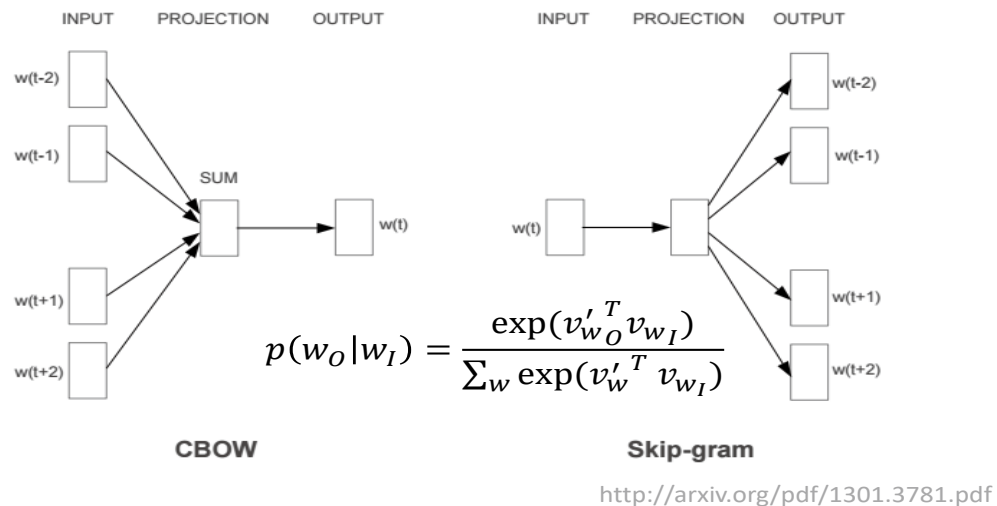 INPUT PROJECTION OUTPUT
w(t-2)
w(t-1)
SUM
w(t)
w(t+1)
w(t+2)
CBOW
INPUT PROJECTION OUTPUT
w(t-2)
w(t-1)
w(t)
w(t+1)
w(t+2)
Skip-gram
p(w_O|w_I) = exp(v′_{w_O}^T v_{w_I}) / ∑_w exp(v′_w^T v_{w_I})
http://arxiv.org/pdf/1301.3781.pdf